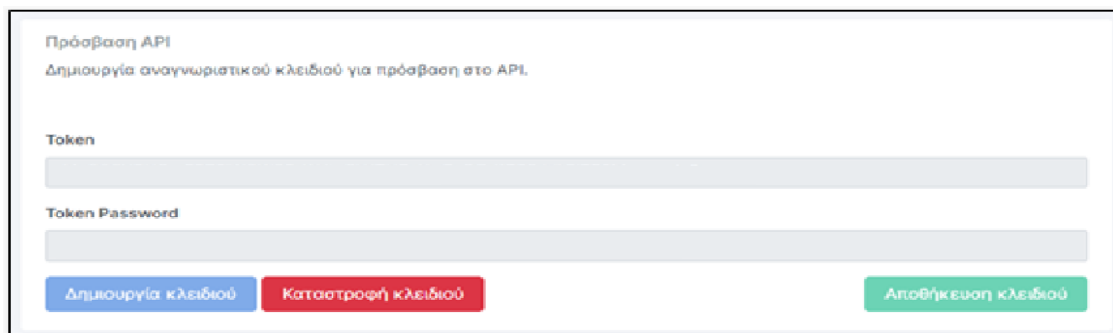 Πρόσβαση API
Δημιουργία αναγνωριστικού κλειδιού για πρόσβαση στο API.
Token
Token Password
Δημιουργία κλειδιού Καταστροφή κλειδιού Αποθήκευση κλειδιού